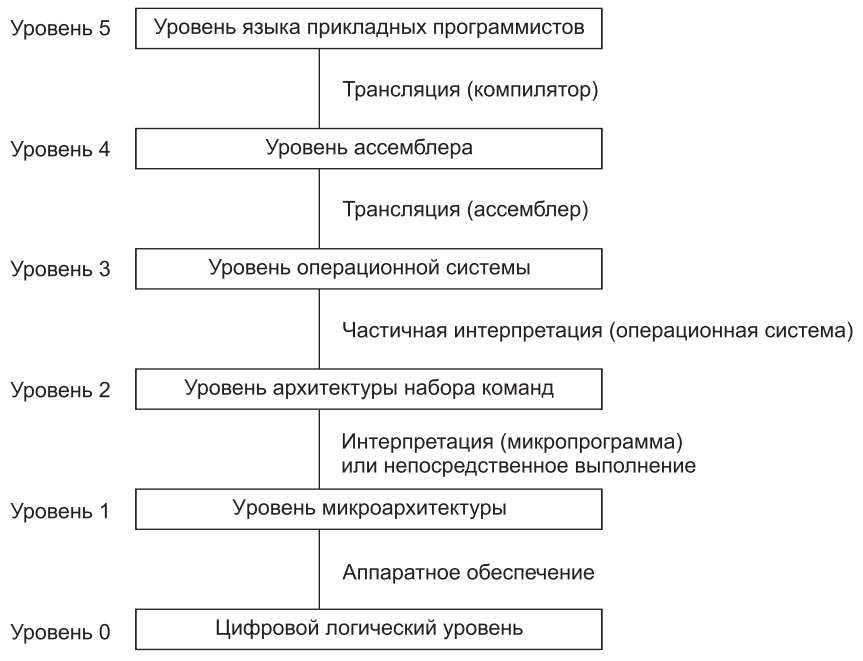 Уровень 5
Уровень языка прикладных программистов
Трансляция (компилятор)
Уровень 4
Уровень ассемблера
Трансляция (ассемблер)
Уровень 3
Уровень операционной системы
Частичная интерпретация (операционная система)
Уровень 2
Уровень архитектуры набора команд
Интерпретация (микропрограмма)
или непосредственное выполнение
Уровень 1
Уровень микроархитектуры
Аппаратное обеспечение
Уровень 0
Цифровой логический уровень